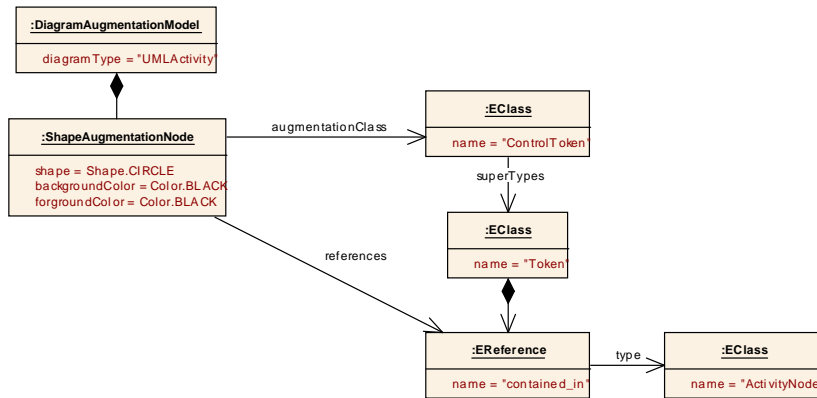 :DiagramAugmentationModel
diagramType = "UMLActivity"
:ShapeAugmentationNode
shape = Shape.CIRCLE
backgroundColor = Color.BLACK
forgroundColor = Color.BLACK
augmentationClass
:EClass
name = "ControlToken"
superTypes
:EClass
name = "Token"
references
:EReference
name = "contained_in"
type
:EClass
name = "ActivityNode